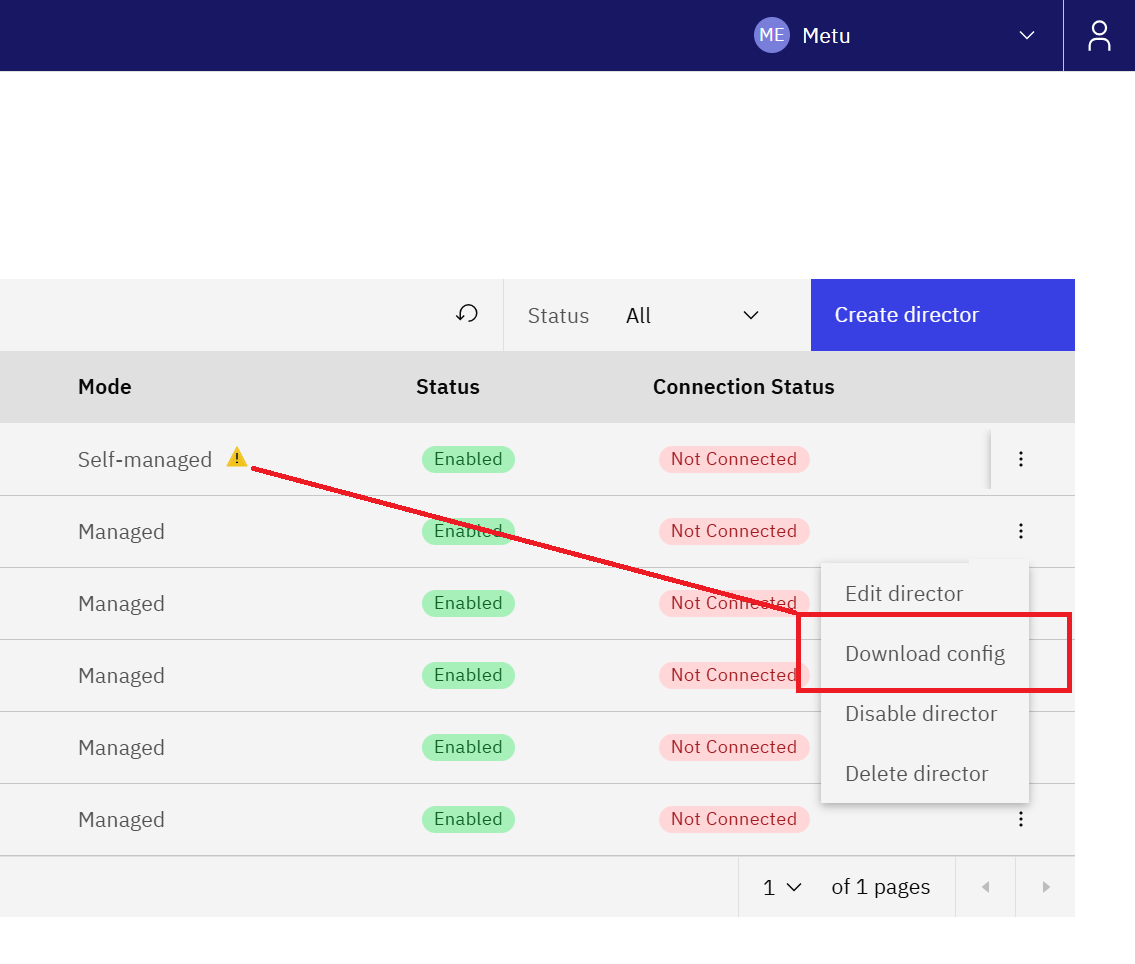 ME Metu
Status All Create director
Mode Status Connection Status
Self-managed Enabled Not Connected
Managed Enabled Not Connected
Managed Enabled Not Connected Edit director
Download config
Managed Enabled Not Connected
Disable director
Managed Enabled Not Connected
Delete director
Managed Enabled Not Connected
1 of 1 pages